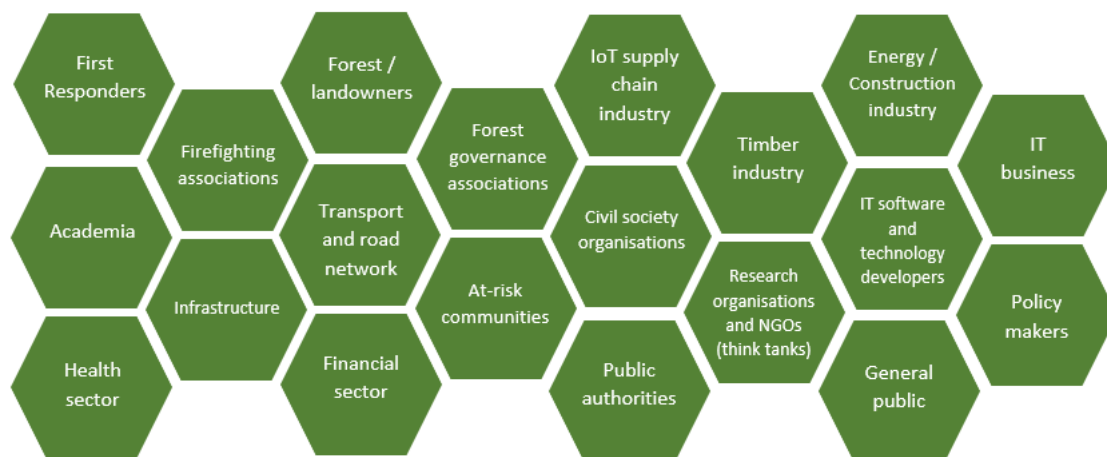 First
Responders
Academia
Health
sector
Firefighting
associations
Infrastructure
Forest /
landowners
Transport
and road
network
Financial
sector
Forest
governance
associations
At-risk
communities
IoT supply
chain
industry
Civil society
organisations
Public
authorities
Timber
industry
Research
organisations
and NGOs
(think tanks)
Energy /
Construction
industry
IT software
and
technology
developers
General
public
IT
business
Policy
makers